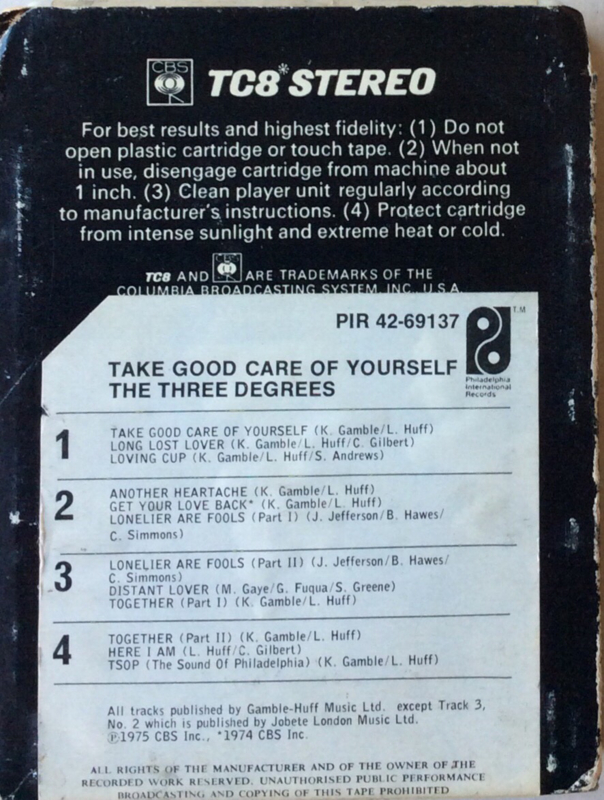 CBS
TC8* STEREO
For best results and highest fidelity: (1) Do not
open plastic cartridge or touch tape. (2) When not
in use, disengage cartridge from machine about
1 inch. (3) Clean player unit regularly according
to manufacturer's instructions. (4) Protect cartridge
from intense sunlight and extreme heat or cold.
TC8 AND CBS ARE TRADEMARKS OF THE
COLUMBIA BROADCASTING SYSTEM, INC., U.S.A.
PIR 42-69137
TM
Philadelphia
International
Records
TAKE GOOD CARE OF YOURSELF
THE THREE DEGREES
1
TAKE GOOD CARE OF YOURSELF (K. Gamble/L. Huff)
LONG LOST LOVER (K. Gamble/L. Huff/C. Gilbert)
LOVING CUP (K. Gamble/L. Huff/S. Andrews)
2
ANOTHER HEARTACHE (K. Gamble/L. Huff)
GET YOUR LOVE BACK* (K. Gamble/L. Huff)
LONELIER ARE FOOLS (Part I) (J. Jefferson/B. Hawes/
C. Simmons)
3
LONELIER ARE FOOLS (Part II) (J. Jefferson/B. Hawes/
C. Simmons)
DISTANT LOVER (M. Gaye/G. Fuqua/S. Greene)
TOGETHER (Part I) (K. Gamble/L. Huff)
4
TOGETHER (Part II) (K. Gamble/L. Huff)
HERE I AM (L. Huff/C. Gilbert)
TSOP (The Sound Of Philadelphia) (K. Gamble/L. Huff)
All tracks published by Gamble-Huff Music Ltd. except Track 3,
No. 2 which is published by Jobete London Music Ltd.
℗1975 CBS Inc., *1974 CBS Inc.
ALL RIGHTS OF THE MANUFACTURER AND OF THE OWNER OF THE
RECORDED WORK RESERVED. UNAUTHORISED PUBLIC PERFORMANCE
BROADCASTING AND COPYING OF THIS TAPE PROHIBITED